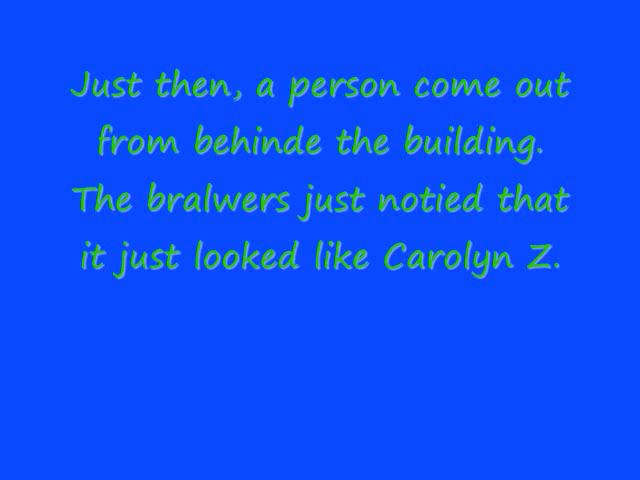 Just then, a person come out
from behinde the building.
The bralwers just notied that
it just looked like Carolyn Z.